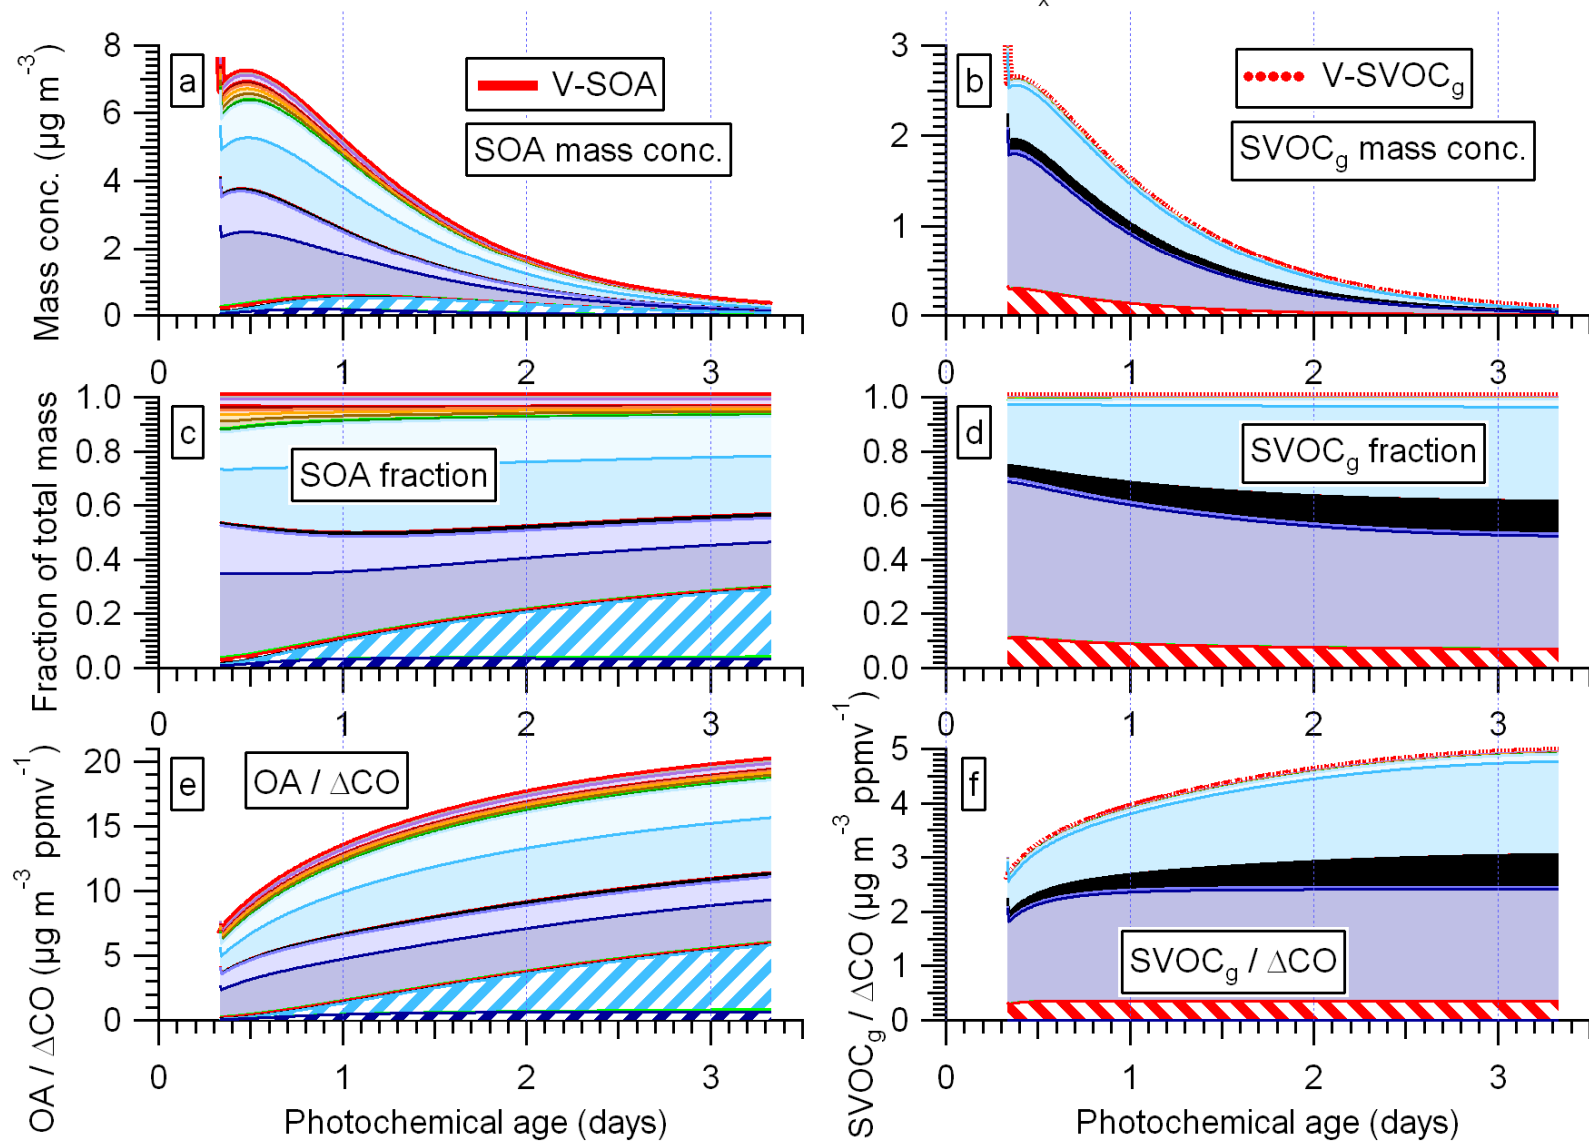 x
Mass conc. (µg m-3)
8
6
4
2
0
a
V-SOA
SOA mass conc.
0 1 2 3
3
2
1
0
b
V-SVOCg
SVOCg mass conc.
0 1 2 3
Fraction of total mass
1.0
0.8
0.6
0.4
0.2
0.0
c
SOA fraction
0 1 2 3
1.0
0.8
0.6
0.4
0.2
0.0
d
SVOCg fraction
0 1 2 3
OA / ΔCO (µg m-3 ppmv-1)
20
15
10
5
0
e
OA / ΔCO
0 1 2 3
Photochemical age (days)
SVOCg / ΔCO (µg m-3 ppmv-1)
5
4
3
2
1
0
f
SVOCg / ΔCO
0 1 2 3
Photochemical age (days)